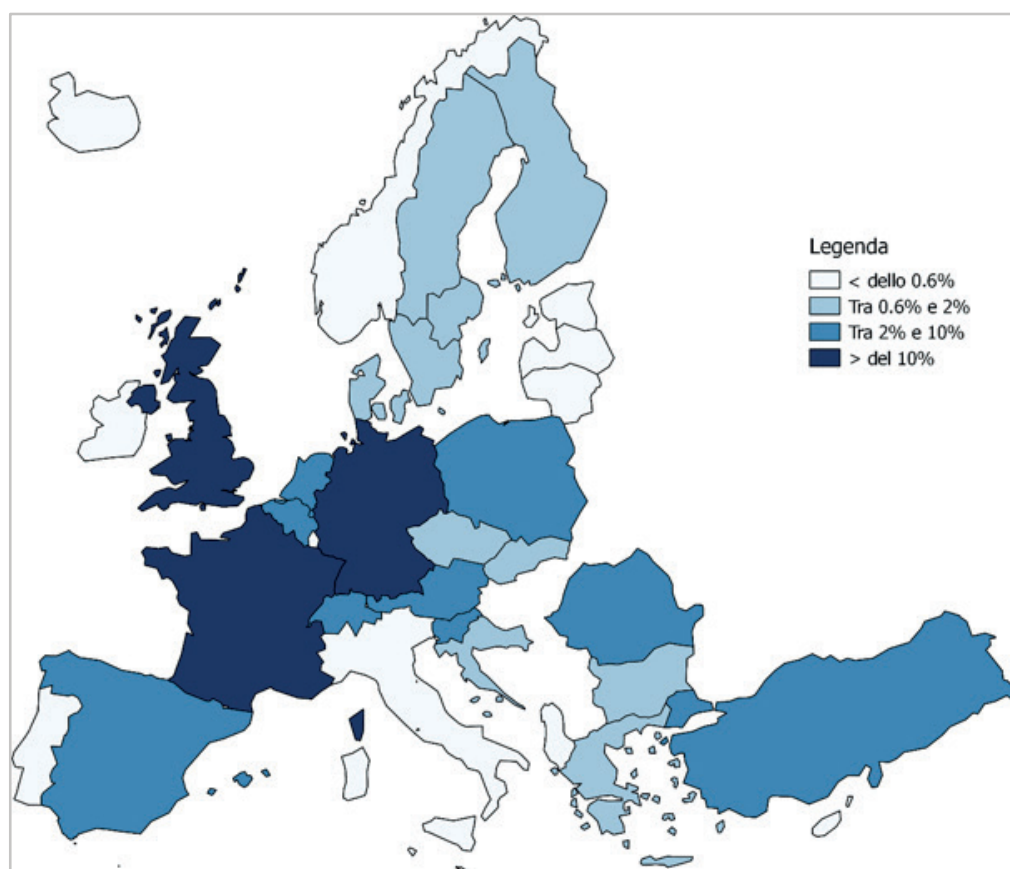 Legenda
< dello 0.6%
Tra 0.6% e 2%
Tra 2% e 10%
> del 10%